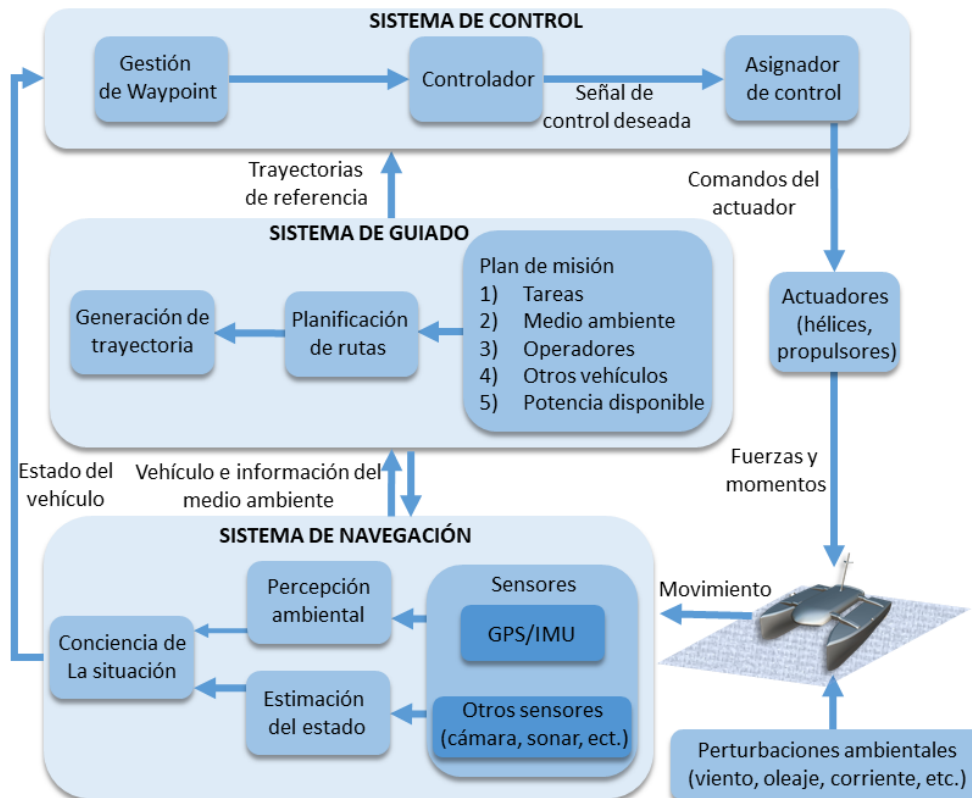 SISTEMA DE CONTROL
Gestión
de Waypoint
Controlador
Señal de
control deseada
Asignador
de control
Trayectorias
de referencia
Comandos del
actuador
SISTEMA DE GUIADO
Generación de
trayectoria
Planificación
de rutas
Plan de misión
1) Tareas
2) Medio ambiente
3) Operadores
4) Otros vehículos
5) Potencia disponible
Actuadores
(hélices,
propulsores)
Estado del
vehículo
Vehículo e información del
medio ambiente
Fuerzas y
momentos
SISTEMA DE NAVEGACIÓN
Percepción
ambiental
Sensores
GPS/IMU
Movimiento
Conciencia de
La situación
Estimación
del estado
Otros sensores
(cámara, sonar, ect.)
Perturbaciones ambientales
(viento, oleaje, corriente, etc.)